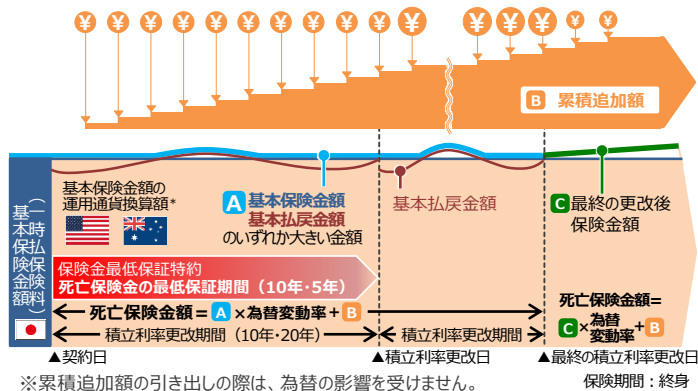 ¥ ¥ ¥ ¥ ¥ ¥ ¥ ¥ ¥ ¥ ¥ ¥ ¥ ¥ ¥ ¥
B 累積追加額
基本保険金額
(一時払保険料)
基本保険金額の
運用通貨換算額*
A 基本保険金額
基本払戻金額
のいずれか大きい金額
基本払戻金額
C 最終の更改後
保険金額
保険金最低保証特約
死亡保険金の最低保証期間(10年・5年)
死亡保険金額=A×為替変動率+B
積立利率更改期間(10年・20年)
積立利率更改期間
死亡保険金額=
C×為替変動率+B
▲契約日
▲積立利率更改日
▲最終の積立利率更改日
※累積追加額の引き出しの際は、為替の影響を受けません。
保険期間:終身